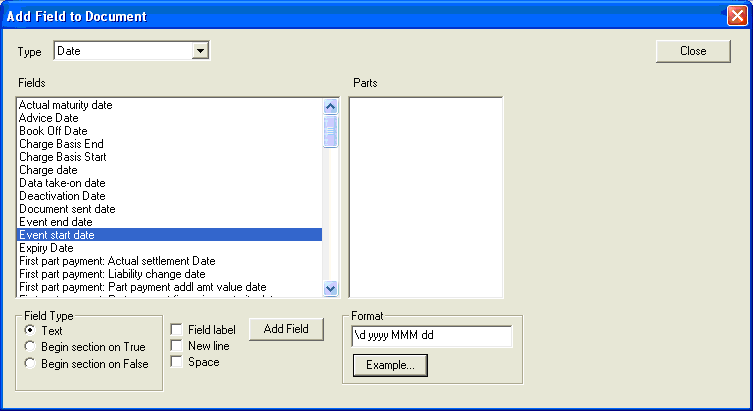 Add Field to Document
Type
Date
Close
Fields
Parts
Actual maturity date
Advice Date
Book Off Date
Charge Basis End
Charge Basis Start
Charge date
Data take-on date
Deactivation Date
Document sent date
Event end date
Event start date
Expiry Date
First part payment: Actual settlement Date
First part payment: Liability change date
First part payment: Part payment addl amt value date
Field Type
Text
Begin section on True
Begin section on False
Field label
New line
Space
Add Field
Format
\d yyyy MMM dd
Example...